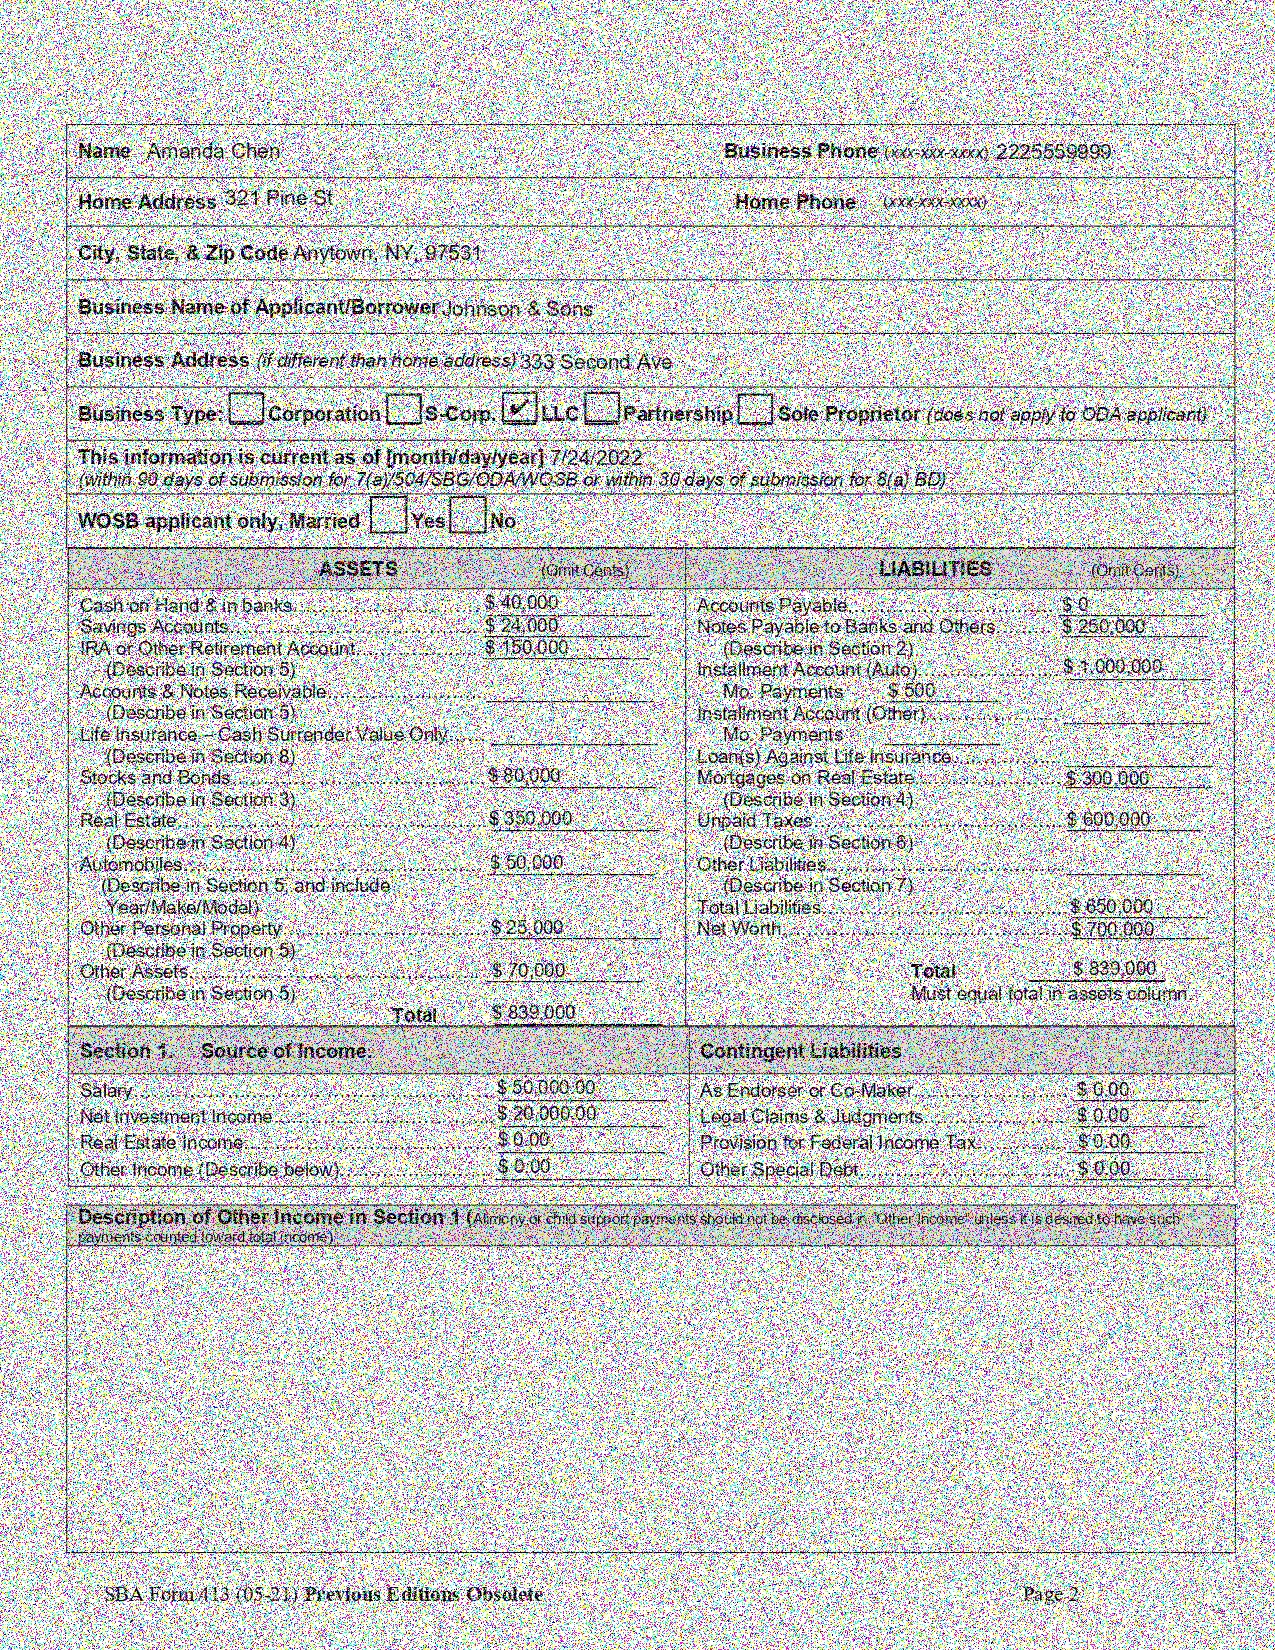 Name Amanda Chen Business Phone (xxx-xxx-xxxx) 2225559999
Home Address 321 Pine St Home Phone (xxx-xxx-xxxx)
City, State, & Zip Code Anytown, NY, 97531
Business Name of Applicant/Borrower Johnson & Sons
Business Address (if different than home address) 333 Second Ave
Business Type: Corporation S-Corp. ✔ LLC Partnership Sole Proprietor (does not apply to ODA applicant)
This information is current as of [month/day/year] 7/24/2022
(within 90 days of submission for 7(a)/504/SBG/ODA/WOSB or within 30 days of submission for 8(a) BD)
WOSB applicant only, Married Yes No
ASSETS (Omit Cents) LIABILITIES (Omit Cents)
Cash on Hand & in banks $ 40,000 Accounts Payable $ 0
Savings Accounts $ 24,000 Notes Payable to Banks and Others $ 250,000
IRA or Other Retirement Account $ 150,000 (Describe in Section 2)
(Describe in Section 5) Installment Account (Auto) $ 1,000,000
Accounts & Notes Receivable Mo. Payments $ 500
(Describe in Section 5) Installment Account (Other)
Life Insurance – Cash Surrender Value Only Mo. Payments
(Describe in Section 8) Loan(s) Against Life Insurance
Stocks and Bonds $ 80,000 Mortgages on Real Estate $ 300,000
(Describe in Section 3) (Describe in Section 4)
Real Estate $ 350,000 Unpaid Taxes $ 600,000
(Describe in Section 4) (Describe in Section 6)
Automobiles $ 50,000 Other Liabilities
(Describe in Section 5, and include (Describe in Section 7)
Year/Make/Model) Total Liabilities $ 650,000
Other Personal Property $ 25,000 Net Worth $ 700,000
(Describe in Section 5)
Other Assets $ 70,000 Total $ 839,000
(Describe in Section 5) Must equal total in assets column.
Total $ 839,000
Section 1. Source of Income. Contingent Liabilities
Salary $ 50,000.00 As Endorser or Co-Maker $ 0.00
Net Investment Income $ 20,000.00 Legal Claims & Judgments $ 0.00
Real Estate Income $ 0.00 Provision for Federal Income Tax $ 0.00
Other Income (Describe below) $ 0.00 Other Special Debt $ 0.00
Description of Other Income in Section 1 (Alimony or child support payments should not be disclosed in "Other Income" unless it is desired to have such
payments counted toward total income)
SBA Form 413 (05-21) Previous Editions Obsolete Page 2